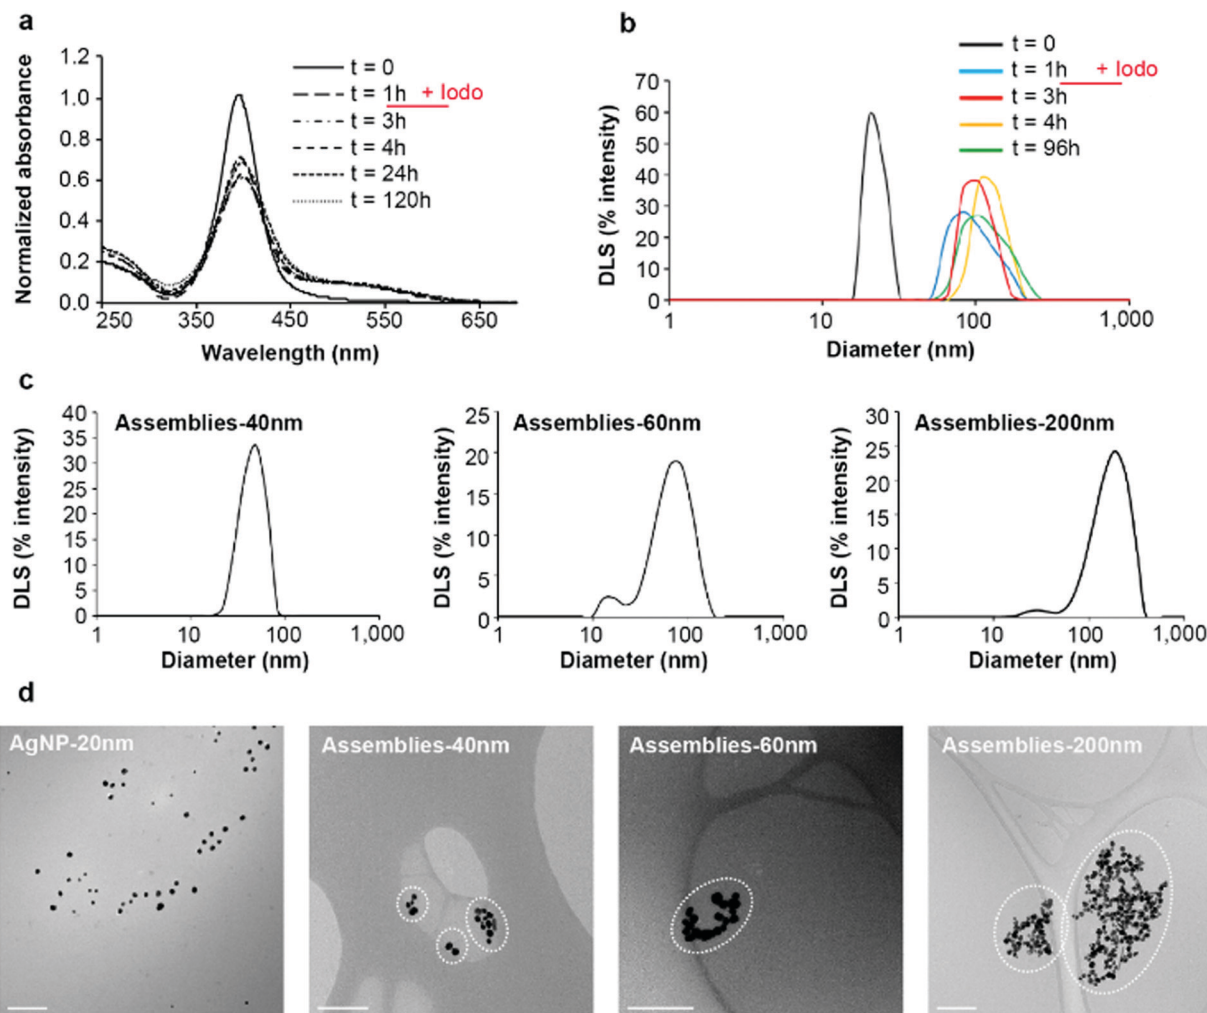 a
Normalized absorbance
1.2
1.0
0.8
0.6
0.4
0.2
0.0
250
350
450
550
650
Wavelength (nm)
t = 0
t = 1h + Iodo
t = 3h
t = 4h
t = 24h
t = 120h
b
DLS (% intensity)
70
60
50
40
30
20
10
0
1
10
100
1,000
Diameter (nm)
t = 0
t = 1h + Iodo
t = 3h
t = 4h
t = 96h
c
Assemblies-40nm
DLS (% intensity)
40
35
30
25
20
15
10
5
0
1
10
100
1,000
Diameter (nm)
Assemblies-60nm
DLS (% intensity)
25
20
15
10
5
0
1
10
100
1,000
Diameter (nm)
Assemblies-200nm
DLS (% intensity)
30
25
20
15
10
5
0
1
10
100
1,000
Diameter (nm)
d
AgNP-20nm
Assemblies-40nm
Assemblies-60nm
Assemblies-200nm